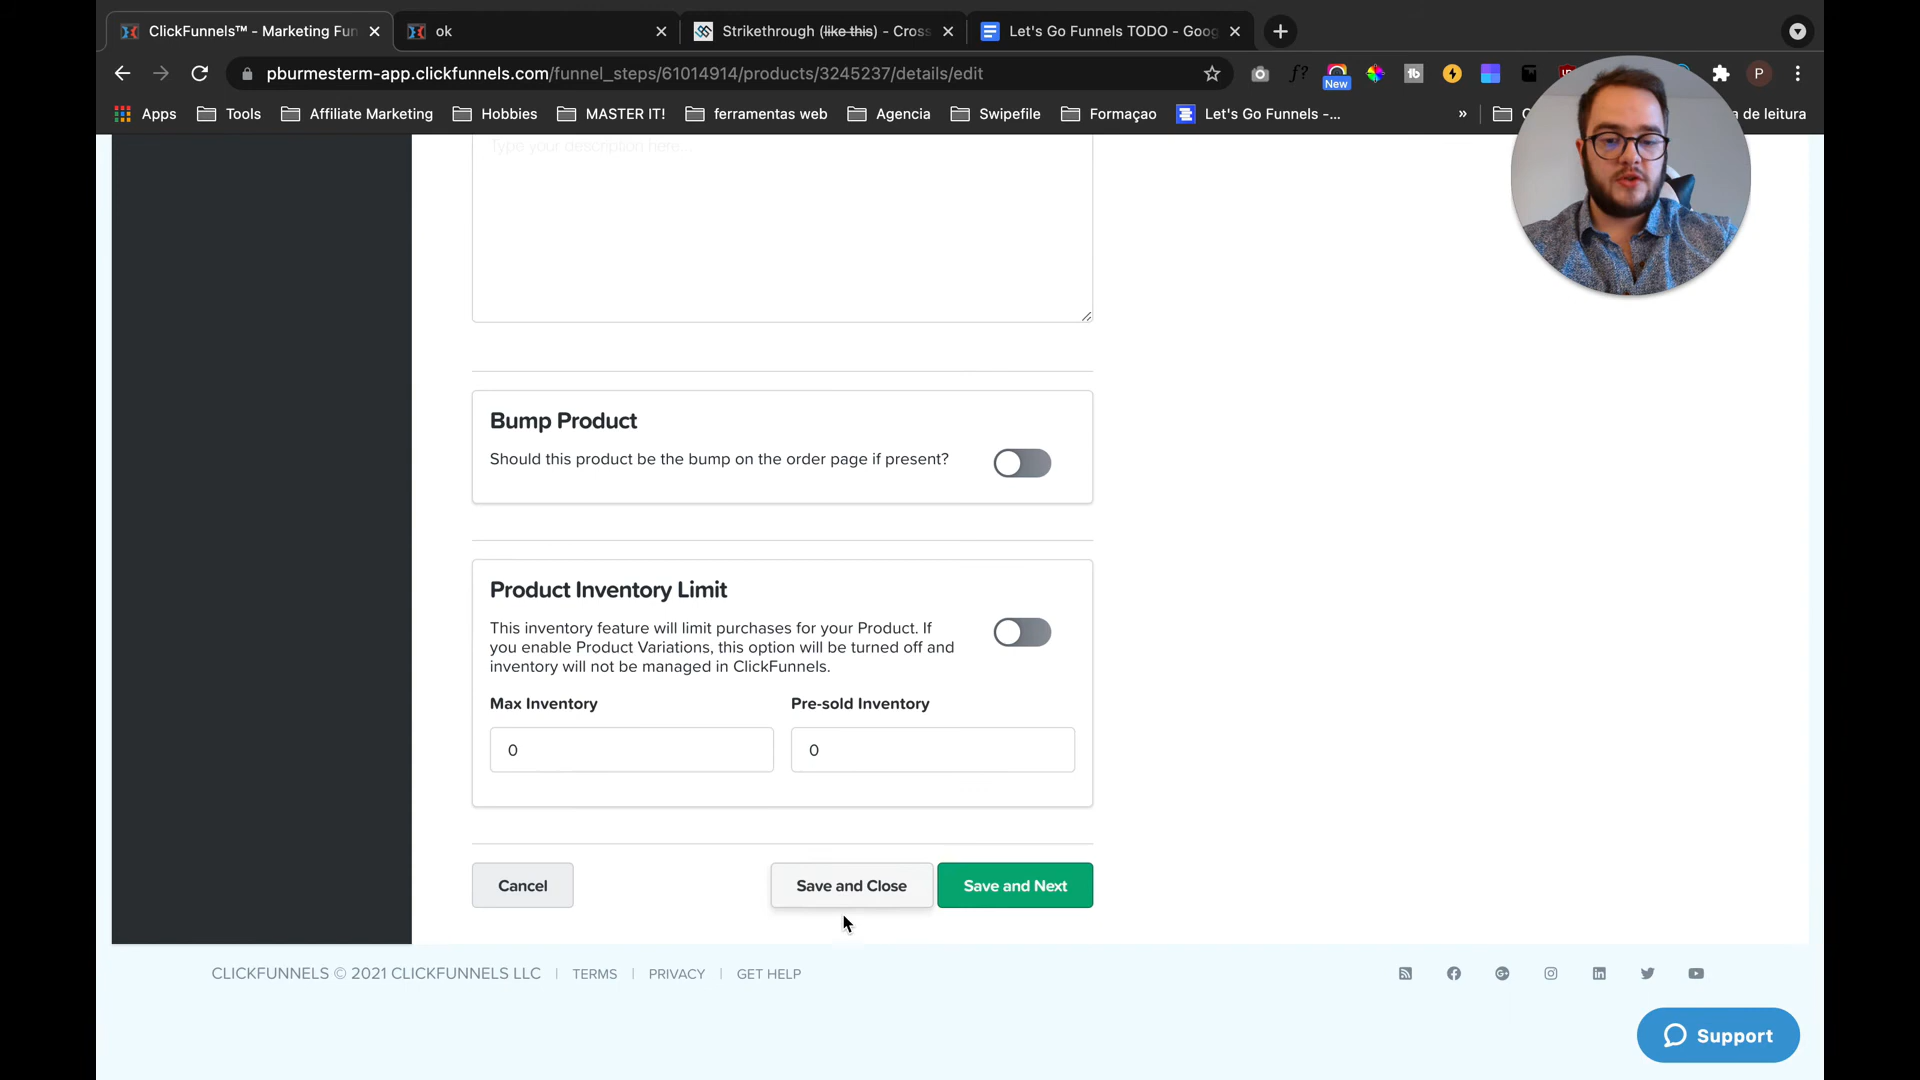 ClickFunnels™ - Marketing Fun
ok
Strikethrough (like this) - Cross
Let's Go Funnels TODO - Goog
pburmesterm-app.clickfunnels.com/funnel_steps/61014914/products/3245237/details/edit
New
P
Apps
Tools
Affiliate Marketing
Hobbies
MASTER IT!
ferramentas web
Agencia
Swipefile
Formaçao
Let's Go Funnels -...
»
a de leitura
Type your description here...
Bump Product
Should this product be the bump on the order page if present?
Product Inventory Limit
This inventory feature will limit purchases for your Product. If
you enable Product Variations, this option will be turned off and
inventory will not be managed in ClickFunnels.
Max Inventory
Pre-sold Inventory
0
0
Cancel
Save and Close
Save and Next
CLICKFUNNELS © 2021 CLICKFUNNELS LLC | TERMS | PRIVACY | GET HELP
Support